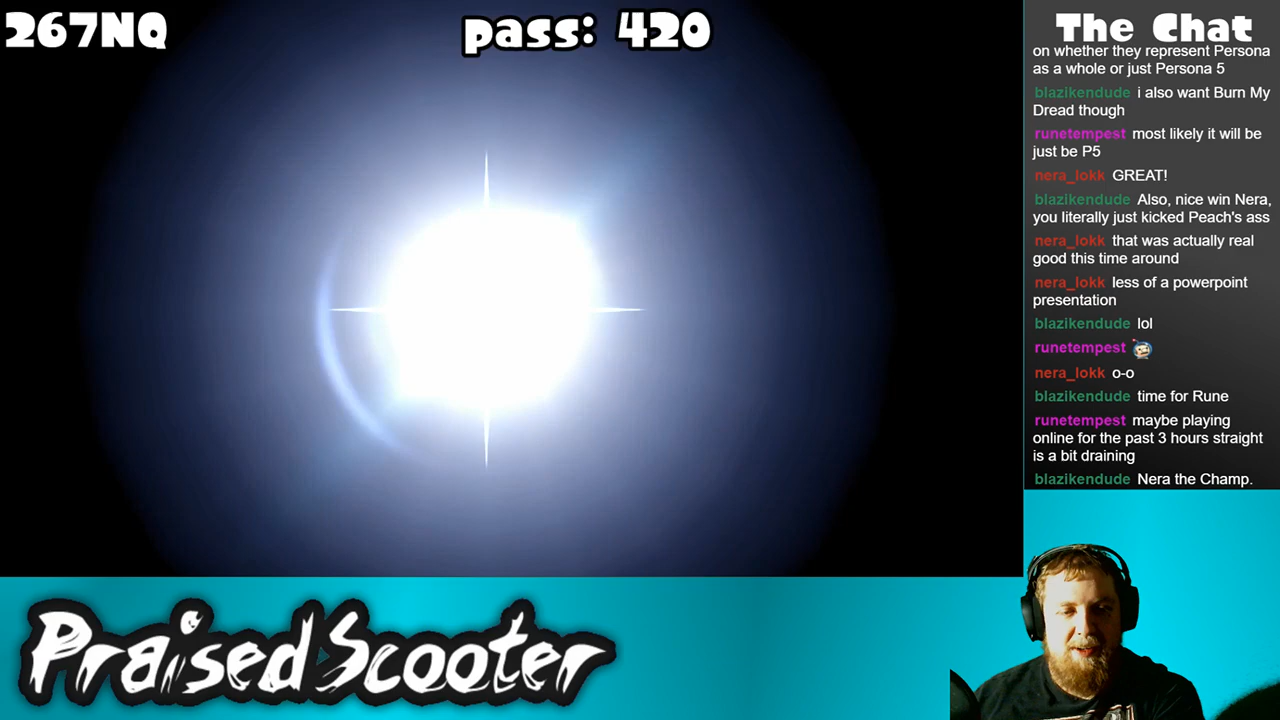 267NQ
pass: 420
The Chat
on whether they represent Persona
as a whole or just Persona 5
blazikendude i also want Burn My
Dread though
runetempest most likely it will be
just be P5
nera_lokk GREAT!
blazikendude Also, nice win Nera,
you literally just kicked Peach's ass
nera_lokk that was actually real
good this time around
nera_lokk less of a powerpoint
presentation
blazikendude lol
runetempest
nera_lokk o-o
blazikendude time for Rune
runetempest maybe playing
online for the past 3 hours straight
is a bit draining
blazikendude Nera the Champ.
PraisedScooter